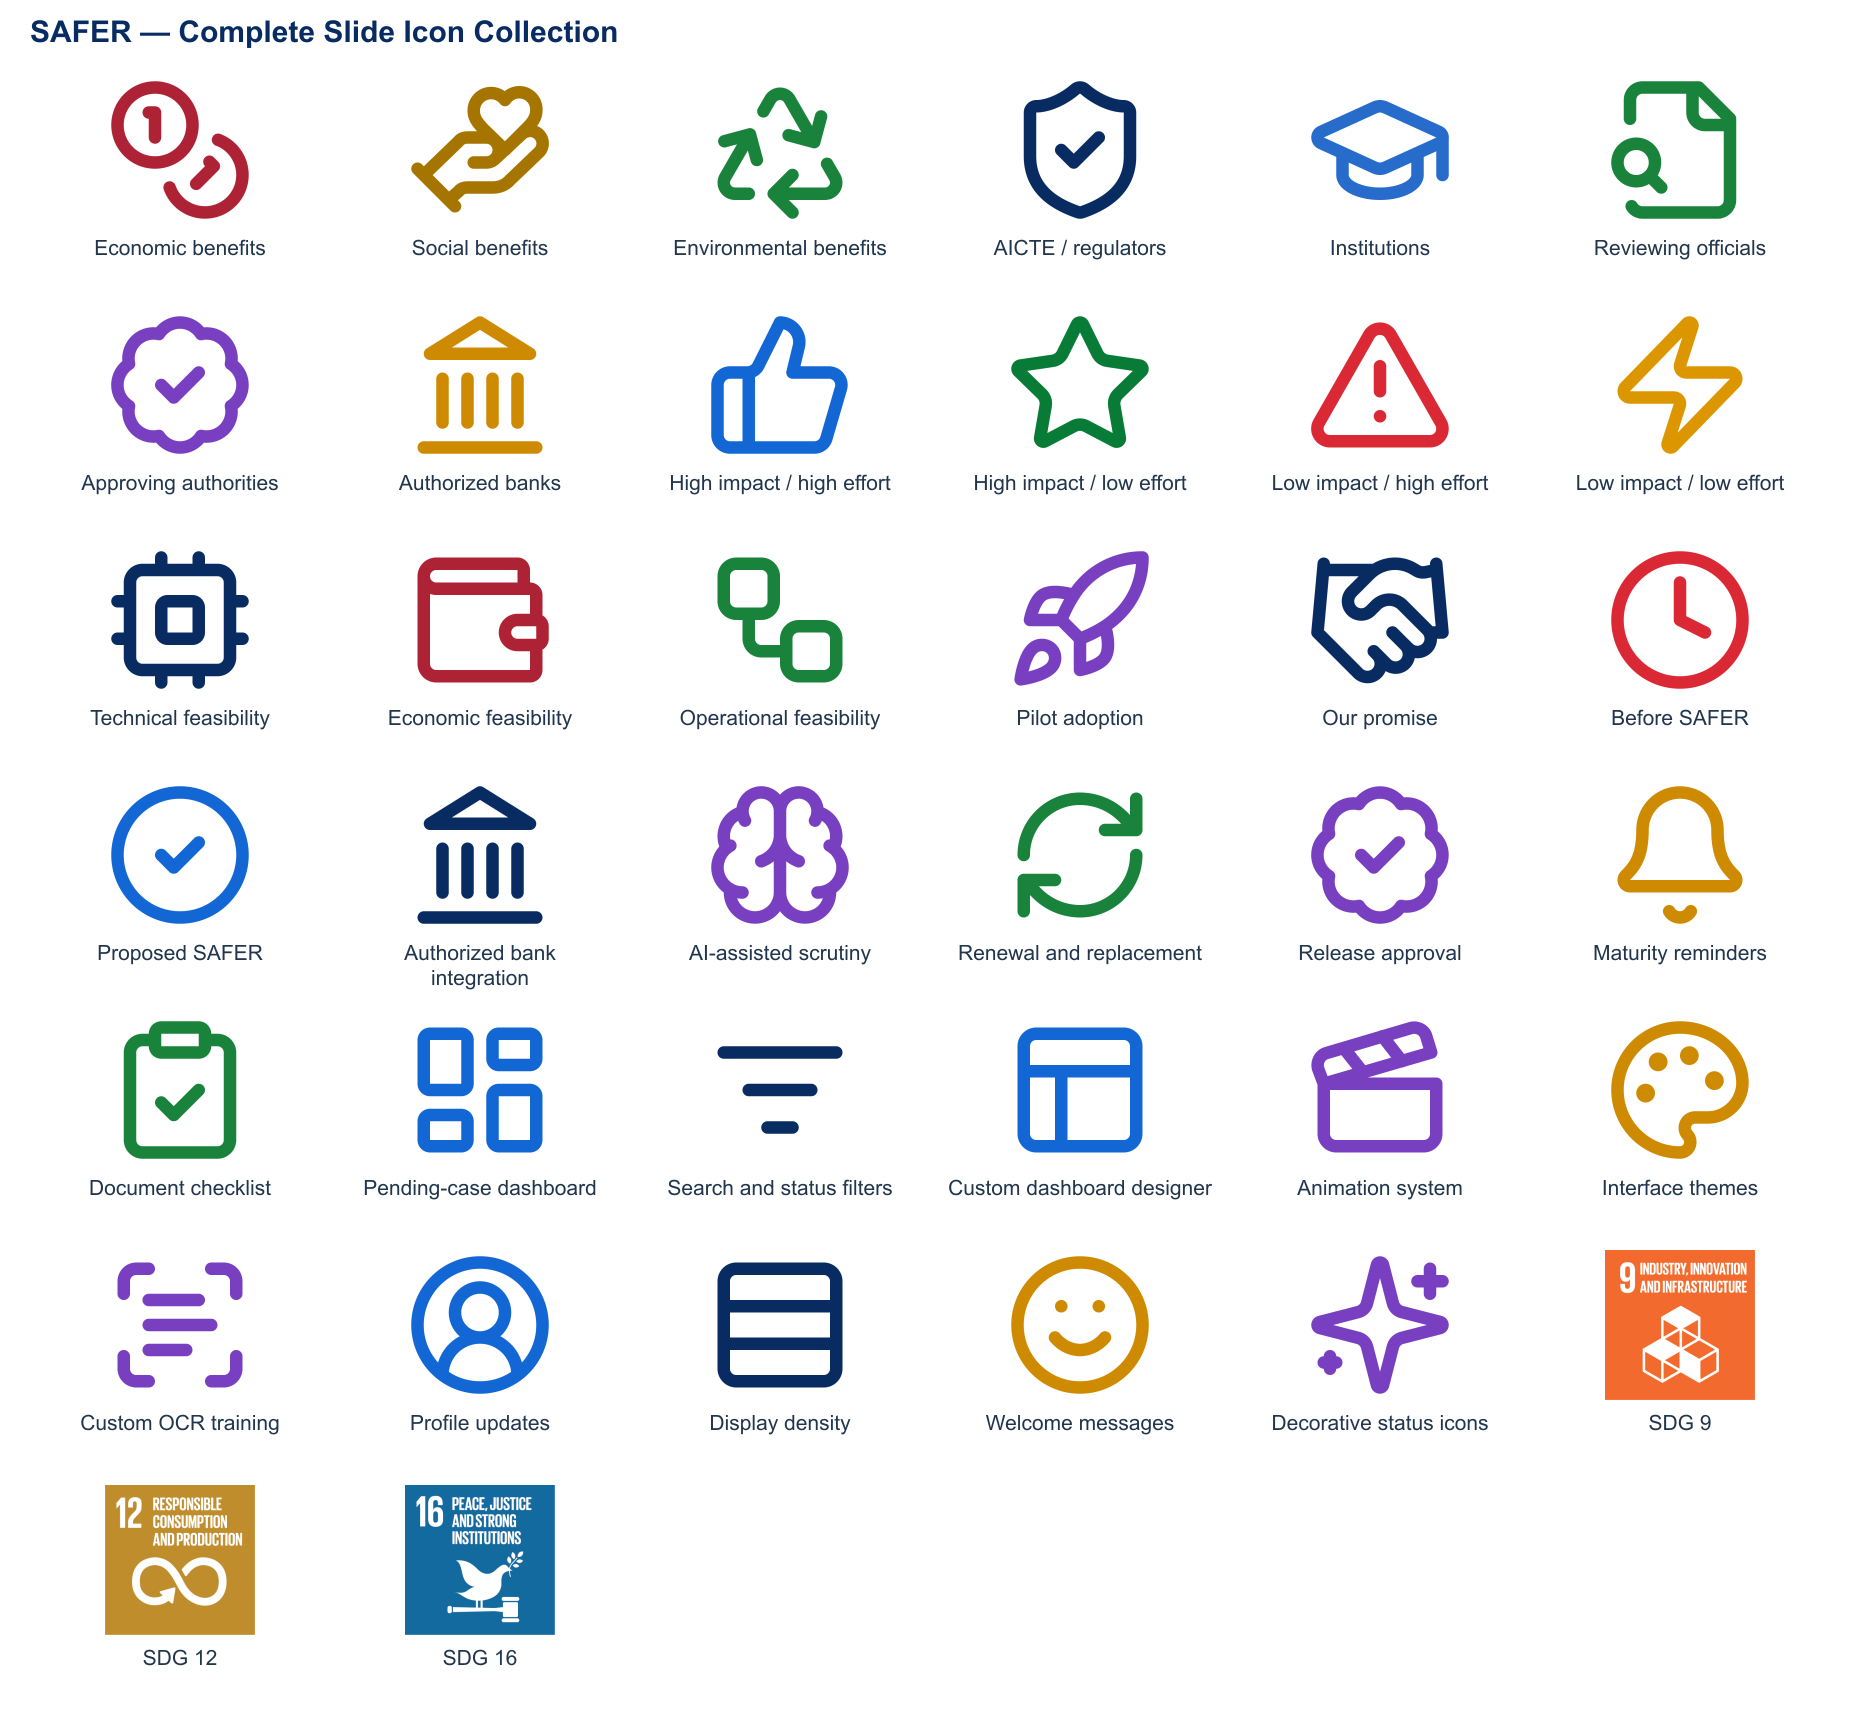 SAFER — Complete Slide Icon Collection
1
1
Economic benefits
Social benefits
Environmental benefits
AICTE / regulators
Institutions
Reviewing officials
Approving authorities
Authorized banks
High impact / high effort
High impact / low effort
Low impact / high effort
Low impact / low effort
Technical feasibility
Economic feasibility
Operational feasibility
Pilot adoption
Our promise
Before SAFER
Proposed SAFER
Authorized bank
integration
AI-assisted scrutiny
Renewal and replacement
Release approval
Maturity reminders
Document checklist
Pending-case dashboard
Search and status filters
Custom dashboard designer
Animation system
Interface themes
Custom OCR training
Profile updates
Display density
Welcome messages
Decorative status icons
9 INDUSTRY, INNOVATION
AND INFRASTRUCTURE
SDG 9
12 RESPONSIBLE
CONSUMPTION
AND PRODUCTION
SDG 12
16 PEACE, JUSTICE
AND STRONG
INSTITUTIONS
SDG 16